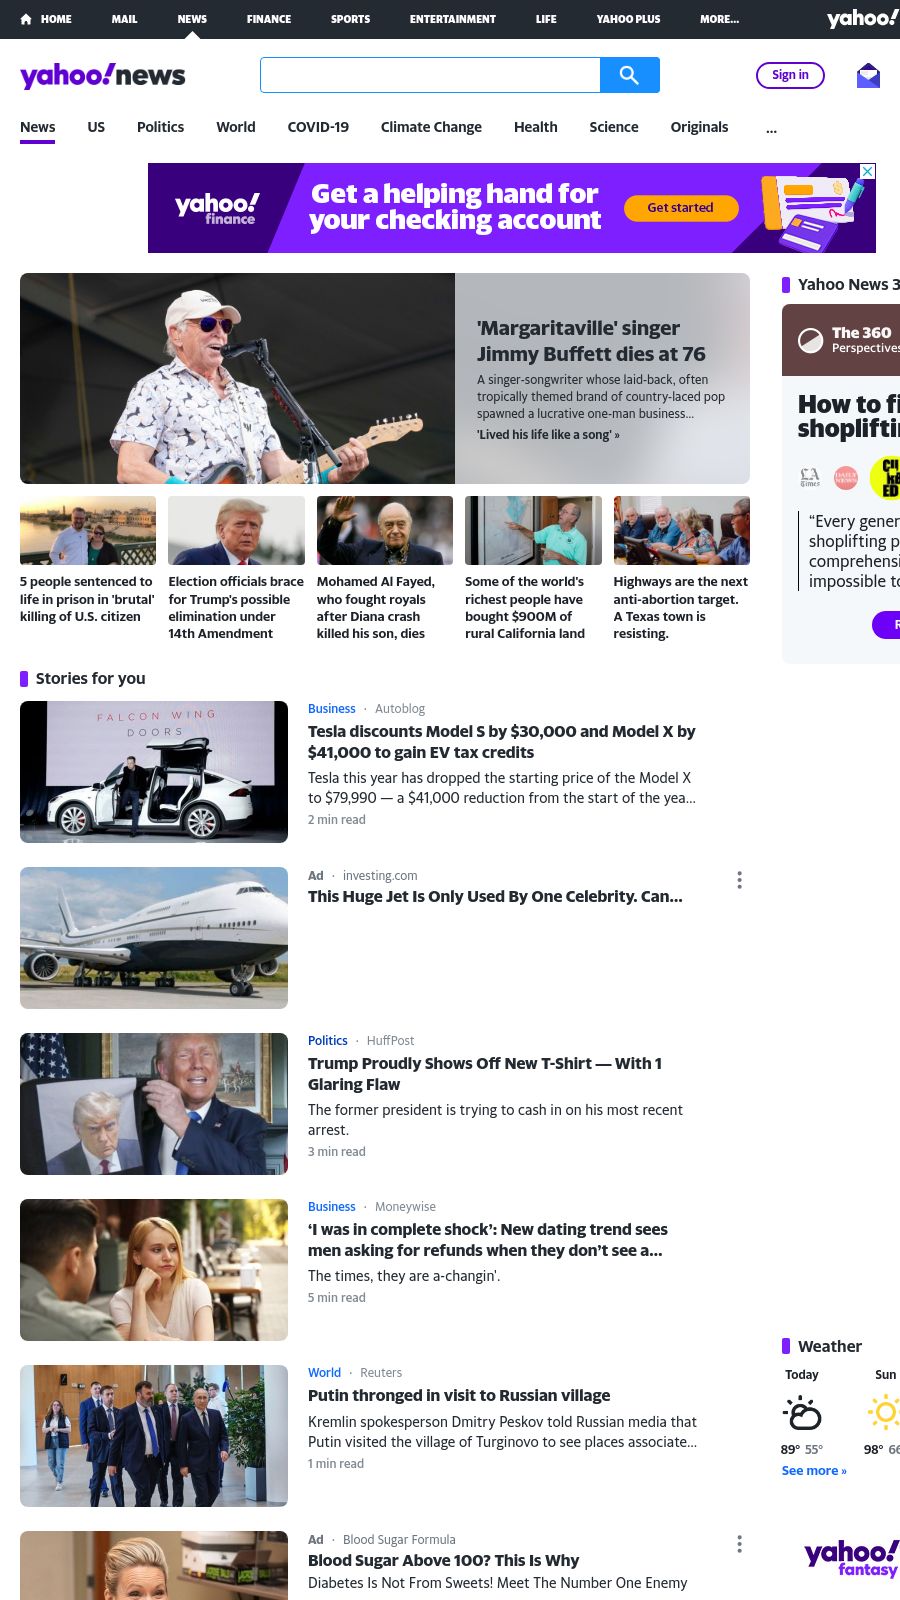 HOME MAIL NEWS FINANCE SPORTS ENTERTAINMENT LIFE YAHOO PLUS MORE...
yahoo!
yahoo!news
Sign in
News US Politics World COVID-19 Climate Change Health Science Originals ...
yahoo!
finance
Get a helping hand for
your checking account
Get started
'Margaritaville' singer
Jimmy Buffett dies at 76
A singer-songwriter whose laid-back, often
tropically themed brand of country-laced pop
spawned a lucrative one-man business...
'Lived his life like a song' »
5 people sentenced to
life in prison in 'brutal'
killing of U.S. citizen
Election officials brace
for Trump's possible
elimination under
14th Amendment
Mohamed Al Fayed,
who fought royals
after Diana crash
killed his son, dies
Some of the world's
richest people have
bought $900M of
rural California land
Highways are the next
anti-abortion target.
A Texas town is
resisting.
Yahoo News 3
The 360
Perspectives
How to fi
shoplifti
LA
Times
DAILY
NEWS
“Every gener
shoplifting p
comprehensi
impossible to
Stories for you
FALCON WING
DOORS
Business · Autoblog
Tesla discounts Model S by $30,000 and Model X by
$41,000 to gain EV tax credits
Tesla this year has dropped the starting price of the Model X
to $79,990 — a $41,000 reduction from the start of the yea...
2 min read
Ad · investing.com
This Huge Jet Is Only Used By One Celebrity. Can...
Politics · HuffPost
Trump Proudly Shows Off New T-Shirt — With 1
Glaring Flaw
The former president is trying to cash in on his most recent
arrest.
3 min read
Business · Moneywise
‘I was in complete shock’: New dating trend sees
men asking for refunds when they don’t see a...
The times, they are a-changin'.
5 min read
World · Reuters
Putin thronged in visit to Russian village
Kremlin spokesperson Dmitry Peskov told Russian media that
Putin visited the village of Turginovo to see places associate...
1 min read
Ad · Blood Sugar Formula
Blood Sugar Above 100? This Is Why
Diabetes Is Not From Sweets! Meet The Number One Enemy
Weather
Today Sun
89° 55° 98° 66
See more »
yahoo!
fantasy